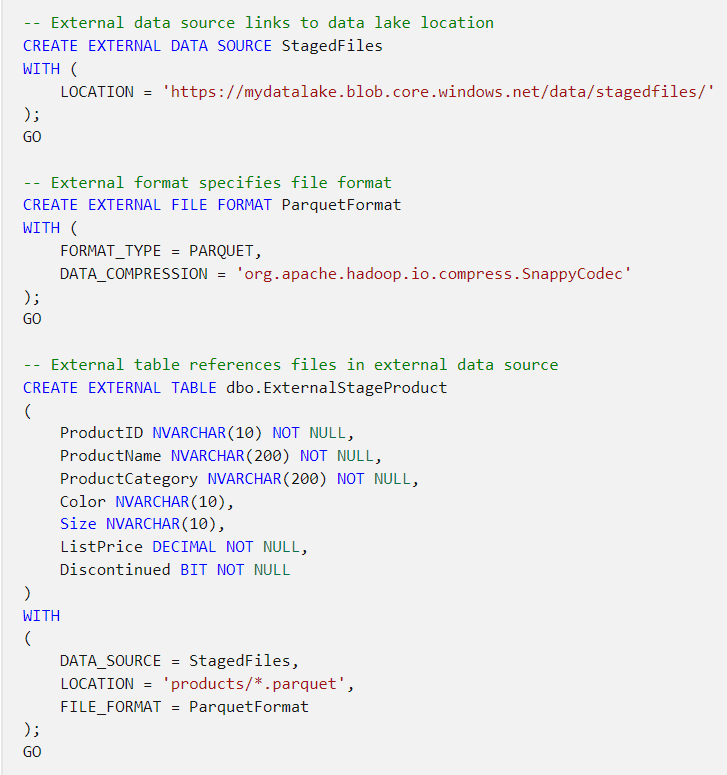 -- External data source links to data lake location
CREATE EXTERNAL DATA SOURCE StagedFiles
WITH (
    LOCATION = 'https://mydatalake.blob.core.windows.net/data/stagedfiles/'
);
GO

-- External format specifies file format
CREATE EXTERNAL FILE FORMAT ParquetFormat
WITH (
    FORMAT_TYPE = PARQUET,
    DATA_COMPRESSION = 'org.apache.hadoop.io.compress.SnappyCodec'
);
GO

-- External table references files in external data source
CREATE EXTERNAL TABLE dbo.ExternalStageProduct
(
    ProductID NVARCHAR(10) NOT NULL,
    ProductName NVARCHAR(200) NOT NULL,
    ProductCategory NVARCHAR(200) NOT NULL,
    Color NVARCHAR(10),
    Size NVARCHAR(10),
    ListPrice DECIMAL NOT NULL,
    Discontinued BIT NOT NULL
)
WITH
(
    DATA_SOURCE = StagedFiles,
    LOCATION = 'products/*.parquet',
    FILE_FORMAT = ParquetFormat
);
GO